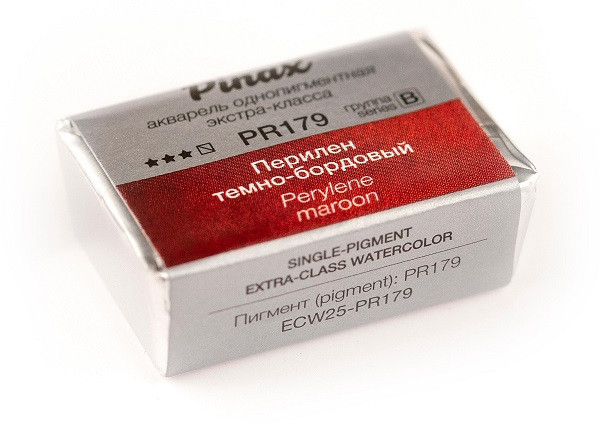 Pinax
акварель однопигментная
экстра-класса
PR179
группа
series B
Перилен
темно-бордовый
Perylene
maroon
SINGLE-PIGMENT
EXTRA-CLASS WATERCOLOR
Пигмент (pigment): PR179
ECW25-PR179